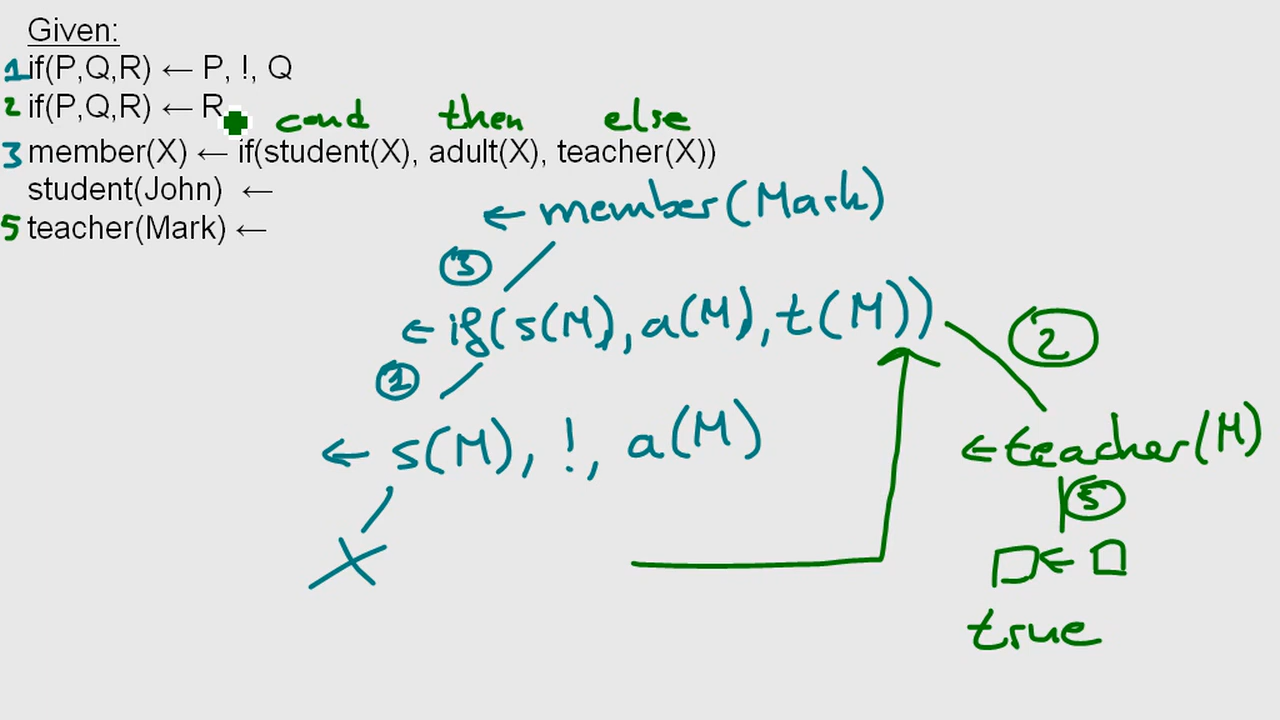 Given:
1 if(P,Q,R) ← P, !, Q
2 if(P,Q,R) ← R
cond then else
3 member(X) ← if(student(X), adult(X), teacher(X))
student(John) ←
5 teacher(Mark) ←
← member(Mark)
3
← if(s(M), a(M), t(M))
2
1
← s(M), !, a(M)
← teacher(M)
5
X
□ ← □
true